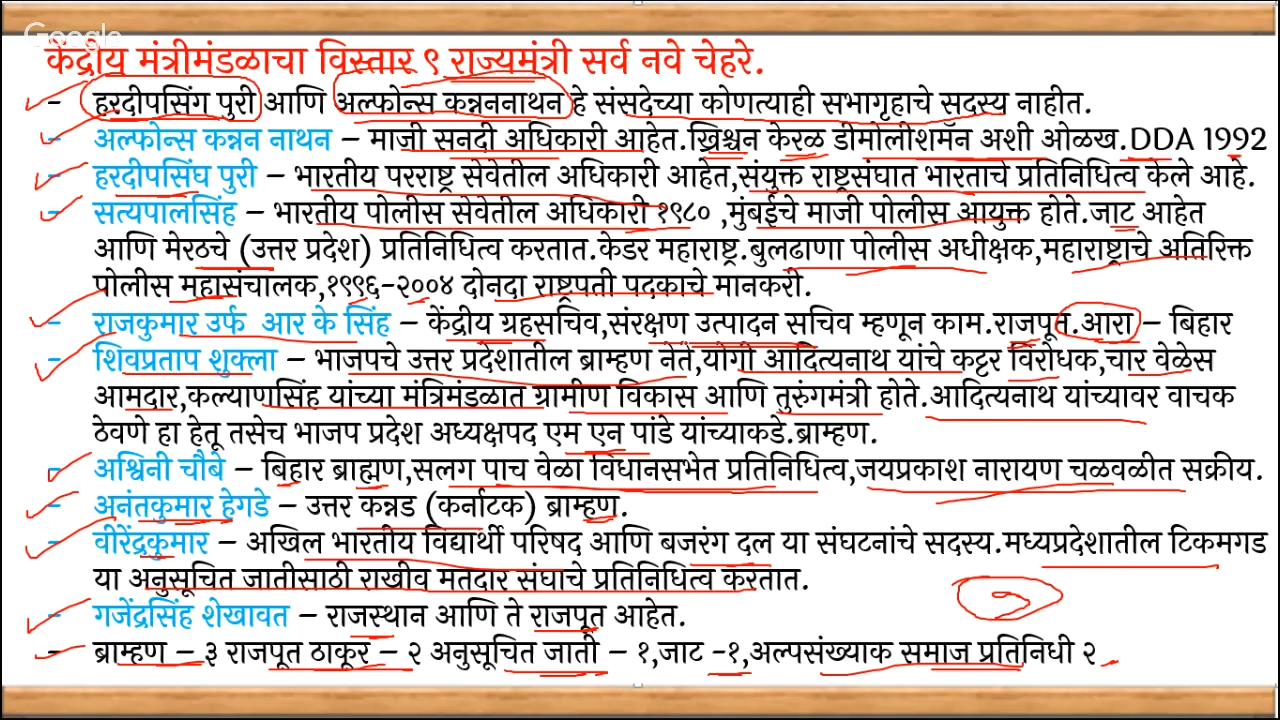 Google
केंद्रीय मंत्रीमंडळाचा विस्तार ९ राज्यमंत्री सर्व नवे चेहरे.
– हरदीपसिंग पुरी आणि अल्फोन्स कन्ननाथन हे संसदेच्या कोणत्याही सभागृहाचे सदस्य नाहीत.
– अल्फोन्स कन्नन नाथन – माजी सनदी अधिकारी आहेत.ख्रिश्चन केरळ डीमोलीशमॅन अशी ओळख.DDA 1992
– हरदीपसिंघ पुरी – भारतीय परराष्ट्र सेवेतील अधिकारी आहेत,संयुक्त राष्ट्रसंघात भारताचे प्रतिनिधित्व केले आहे.
– सत्यपालसिंह – भारतीय पोलीस सेवेतील अधिकारी १९८० ,मुंबईचे माजी पोलीस आयुक्त होते.जाट आहेत
आणि मेरठचे (उत्तर प्रदेश) प्रतिनिधित्व करतात.केडर महाराष्ट्र.बुलढाणा पोलीस अधीक्षक,महाराष्ट्राचे अतिरिक्त
पोलीस महासंचालक,१९९६-२००४ दोनदा राष्ट्रपती पदकाचे मानकरी.
– राजकुमार उर्फ आर के सिंह – केंद्रीय ग्रहसचिव,संरक्षण उत्पादन सचिव म्हणून काम.राजपूत.आरा – बिहार
– शिवप्रताप शुक्ला – भाजपचे उत्तर प्रदेशातील ब्राम्हण नेते,योगी आदित्यनाथ यांचे कट्टर विरोधक,चार वेळेस
आमदार,कल्याणसिंह यांच्या मंत्रिमंडळात ग्रामीण विकास आणि तुरुंगमंत्री होते.आदित्यनाथ यांच्यावर वाचक
ठेवणे हा हेतू तसेच भाजप प्रदेश अध्यक्षपद एम एन पांडे यांच्याकडे.ब्राम्हण.
– अश्विनी चौबे – बिहार ब्राह्मण,सलग पाच वेळा विधानसभेत प्रतिनिधित्व,जयप्रकाश नारायण चळवळीत सक्रीय.
– अनंतकुमार हेगडे – उत्तर कन्नड (कर्नाटक) ब्राम्हण.
– वीरेंद्रकुमार – अखिल भारतीय विद्यार्थी परिषद आणि बजरंग दल या संघटनांचे सदस्य.मध्यप्रदेशातील टिकमगड
या अनुसूचित जातीसाठी राखीव मतदार संघाचे प्रतिनिधित्व करतात.
– गजेंद्रसिंह शेखावत – राजस्थान आणि ते राजपूत आहेत.
– ब्राम्हण – ३ राजपूत ठाकूर – २ अनुसूचित जाती – १,जाट -१,अल्पसंख्याक समाज प्रतिनिधी २